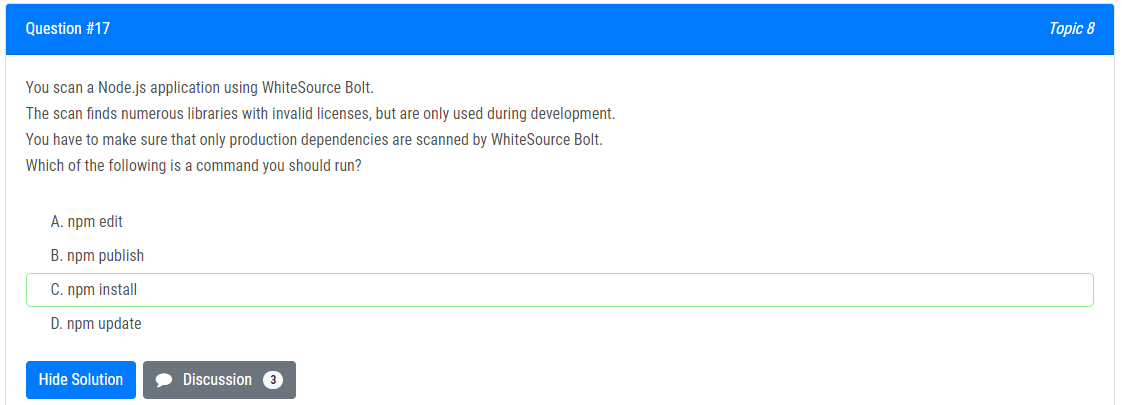 Question #17
Topic 8
You scan a Node.js application using WhiteSource Bolt.
The scan finds numerous libraries with invalid licenses, but are only used during development.
You have to make sure that only production dependencies are scanned by WhiteSource Bolt.
Which of the following is a command you should run?
A. npm edit
B. npm publish
C. npm install
D. npm update
Hide Solution
Discussion 3